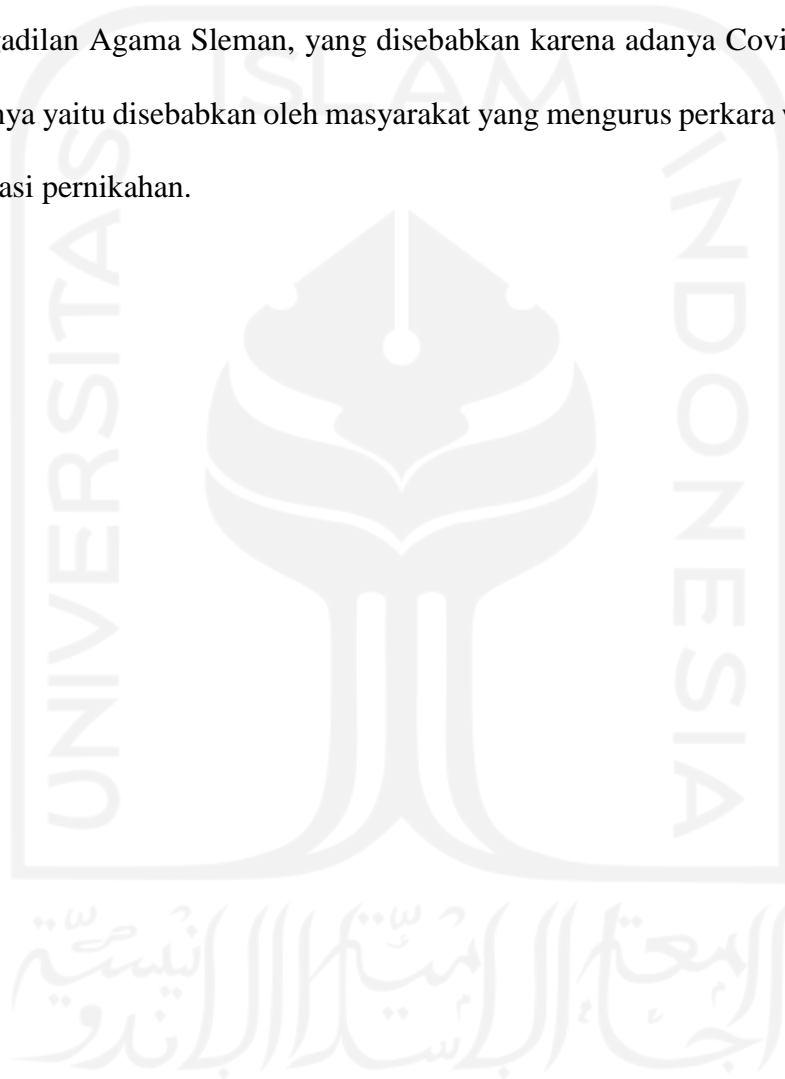 gadilan Agama Sleman, yang disebabkan karena adanya Covi
nya yaitu disebabkan oleh masyarakat yang mengurus perkara
asi pernikahan.
ISLAM
UNIVERSITAS
INDONESIA